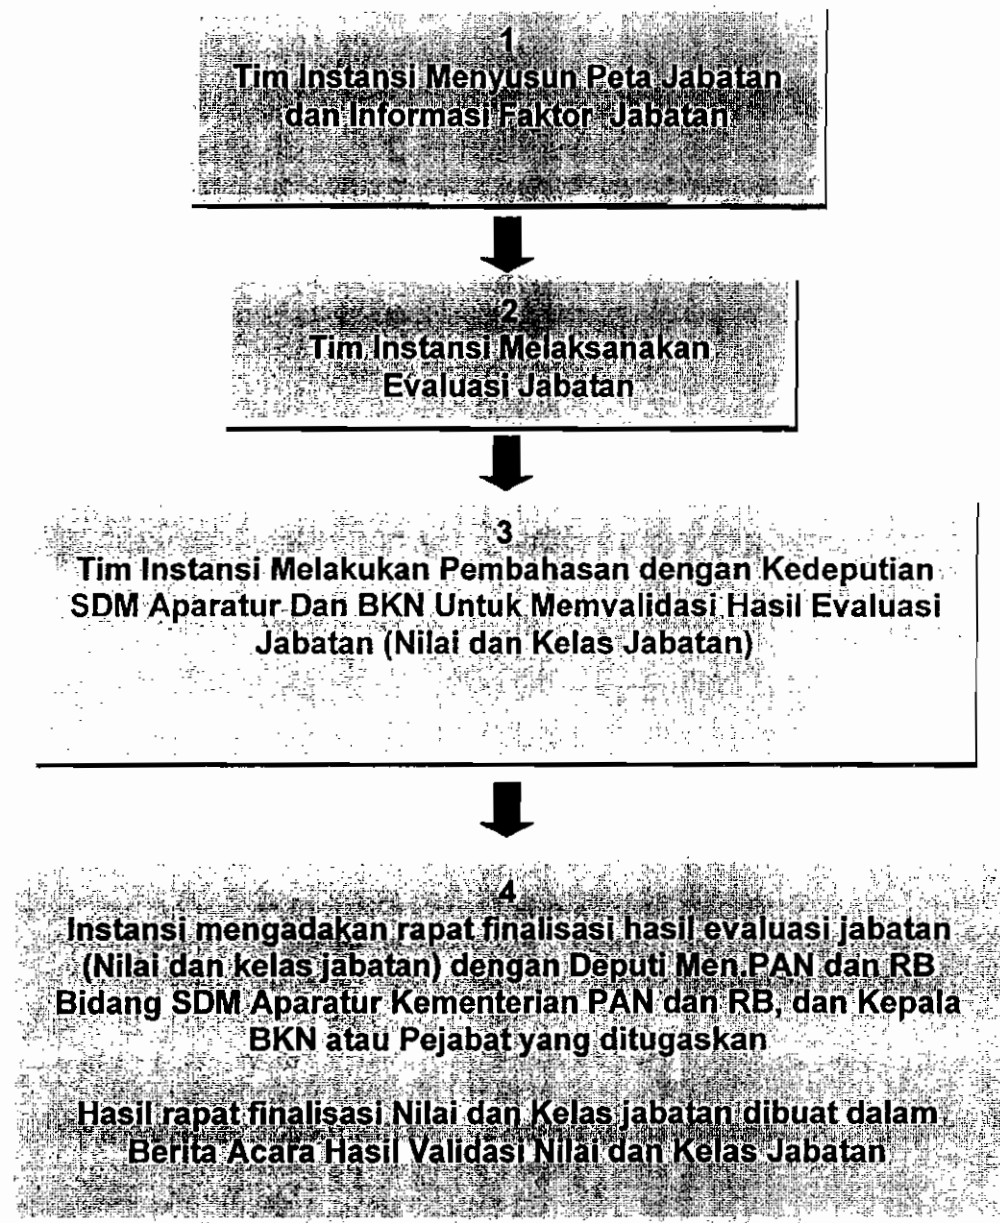 1
Tim Instansi Menyusun Peta Jabatan
dan Informasi Faktor Jabatan
2
Tim Instansi Melaksanakan
Evaluasi Jabatan
3
Tim Instansi Melakukan Pembahasan dengan Kedeputian
SDM Aparatur Dan BKN Untuk Memvalidasi Hasil Evaluasi
Jabatan (Nilai dan Kelas Jabatan)
4
Instansi mengadakan rapat finalisasi hasil evaluasi jabatan
(Nilai dan kelas jabatan) dengan Deputi Men.PAN dan RB
Bidang SDM Aparatur Kementerian PAN dan RB, dan Kepala
BKN atau Pejabat yang ditugaskan
Hasil rapat finalisasi Nilai dan Kelas jabatan dibuat dalam
Berita Acara Hasil Validasi Nilai dan Kelas Jabatan